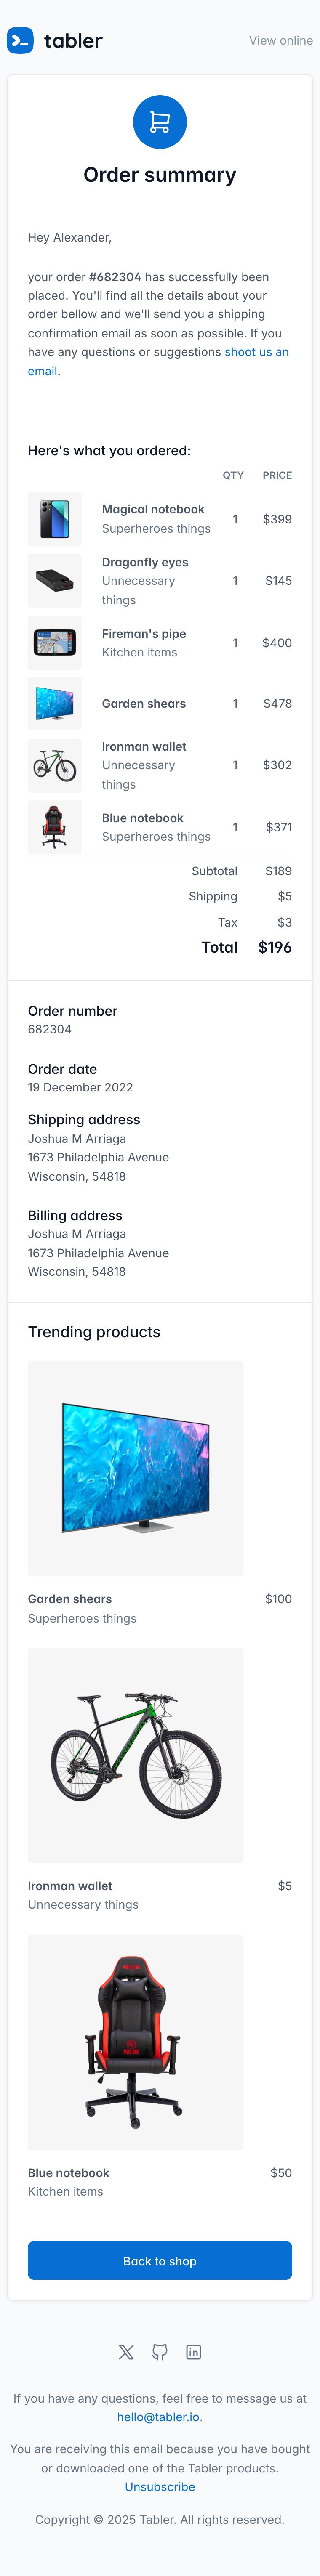 tabler
View online
Order summary
Hey Alexander,
your order #682304 has successfully been
placed. You'll find all the details about your
order bellow and we'll send you a shipping
confirmation email as soon as possible. If you
have any questions or suggestions shoot us an
email.
Here's what you ordered:
QTY PRICE
Magical notebook
Superheroes things
1 $399
Dragonfly eyes
Unnecessary
things
1 $145
Fireman's pipe
Kitchen items
1 $400
Garden shears 1 $478
Ironman wallet
Unnecessary
things
1 $302
Blue notebook
Superheroes things
1 $371
Subtotal $189
Shipping $5
Tax $3
Total $196
Order number
682304
Order date
19 December 2022
Shipping address
Joshua M Arriaga
1673 Philadelphia Avenue
Wisconsin, 54818
Billing address
Joshua M Arriaga
1673 Philadelphia Avenue
Wisconsin, 54818
Trending products
Garden shears $100
Superheroes things
Ironman wallet $5
Unnecessary things
Blue notebook $50
Kitchen items
Back to shop
If you have any questions, feel free to message us at
hello@tabler.io.
You are receiving this email because you have bought
or downloaded one of the Tabler products.
Unsubscribe
Copyright © 2025 Tabler. All rights reserved.